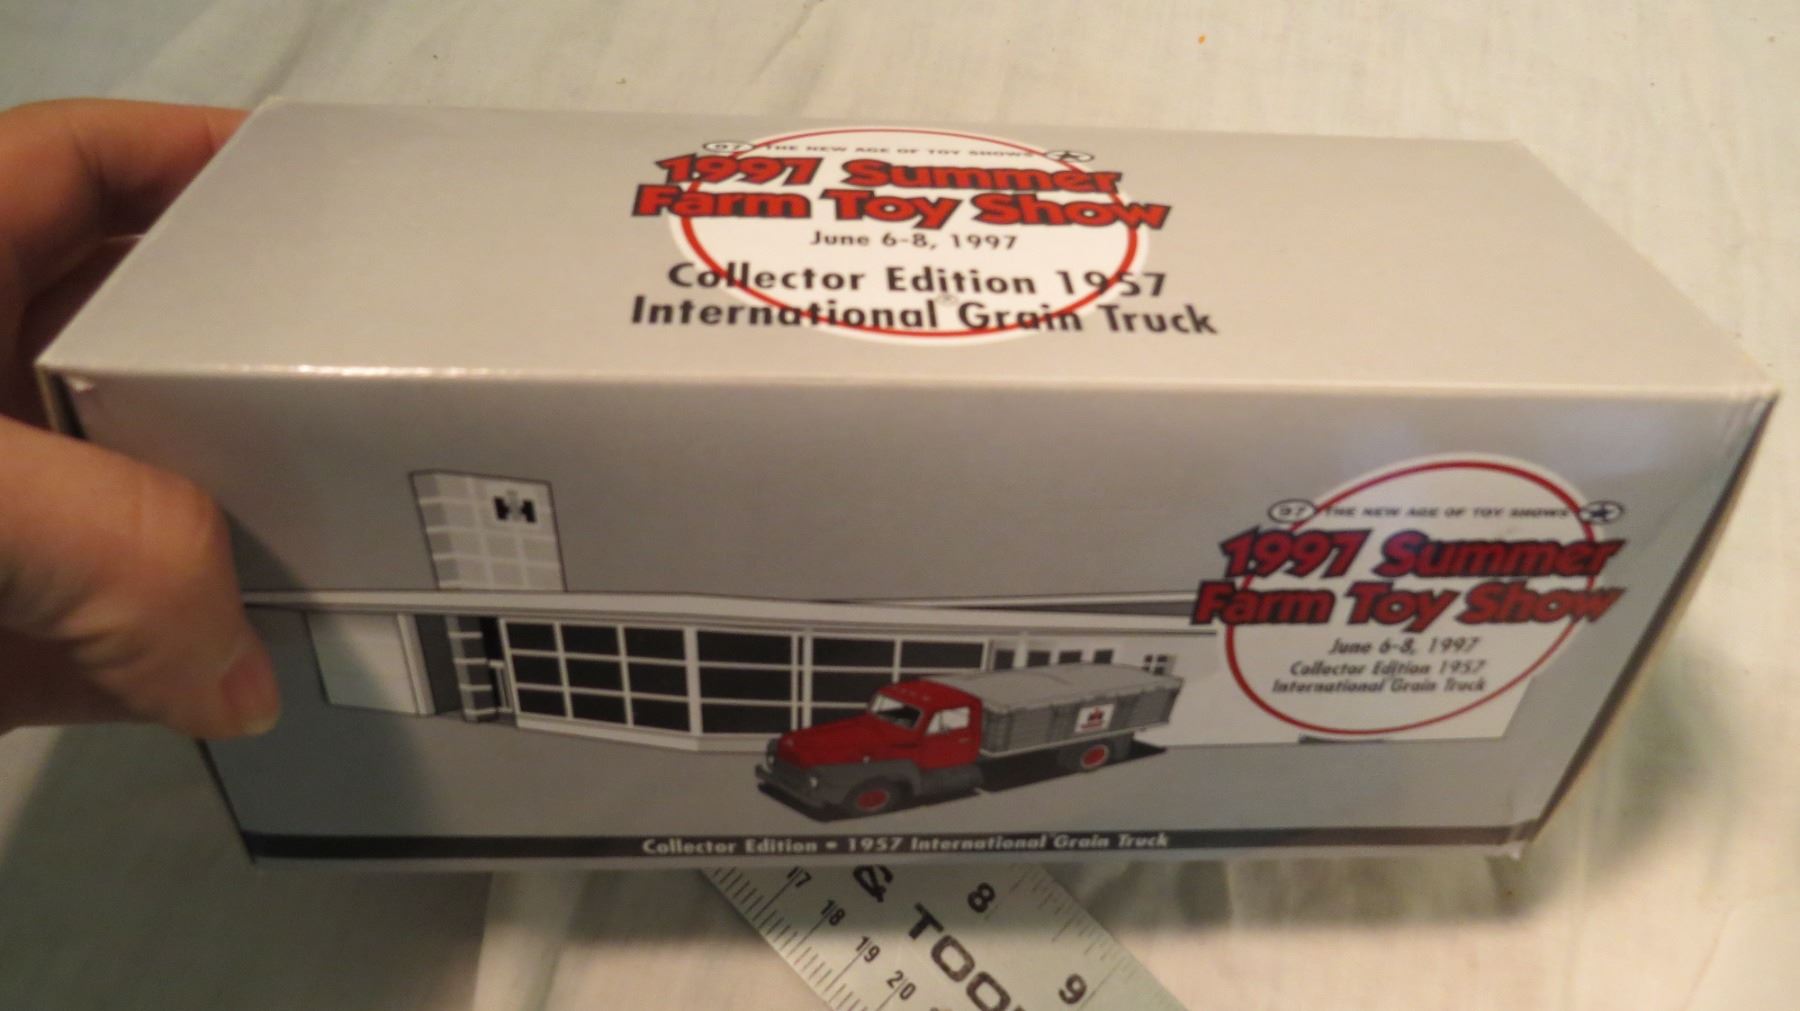 97 THE NEW AGE OF TOY SHOWS
1997 Summer
Farm Toy Show
June 6-8, 1997
Collector Edition 1957
International® Grain Truck
IH
97 THE NEW AGE OF TOY SHOWS
1997 Summer
Farm Toy Show
June 6-8, 1997
Collector Edition 1957
International Grain Truck
Collector Edition • 1957 International Grain Truck
17 18 19 20
& TOO
8 9